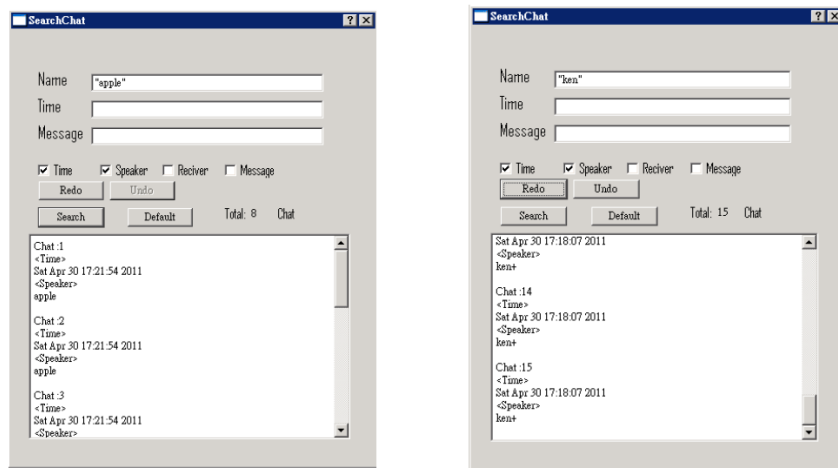 SearchChat
Name "apple"
Time
Message
Time Speaker Reciver Message
Redo Undo
Search Default Total: 8 Chat
Chat :1
<Time>
Sat Apr 30 17:21:54 2011
<Speaker>
apple
Chat :2
<Time>
Sat Apr 30 17:21:54 2011
<Speaker>
apple
Chat :3
<Time>
Sat Apr 30 17:21:54 2011
<Speaker>
SearchChat
Name "ken"
Time
Message
Time Speaker Reciver Message
Redo Undo
Search Default Total: 15 Chat
Sat Apr 30 17:18:07 2011
<Speaker>
ken+
Chat :14
<Time>
Sat Apr 30 17:18:07 2011
<Speaker>
ken+
Chat :15
<Time>
Sat Apr 30 17:18:07 2011
<Speaker>
ken+